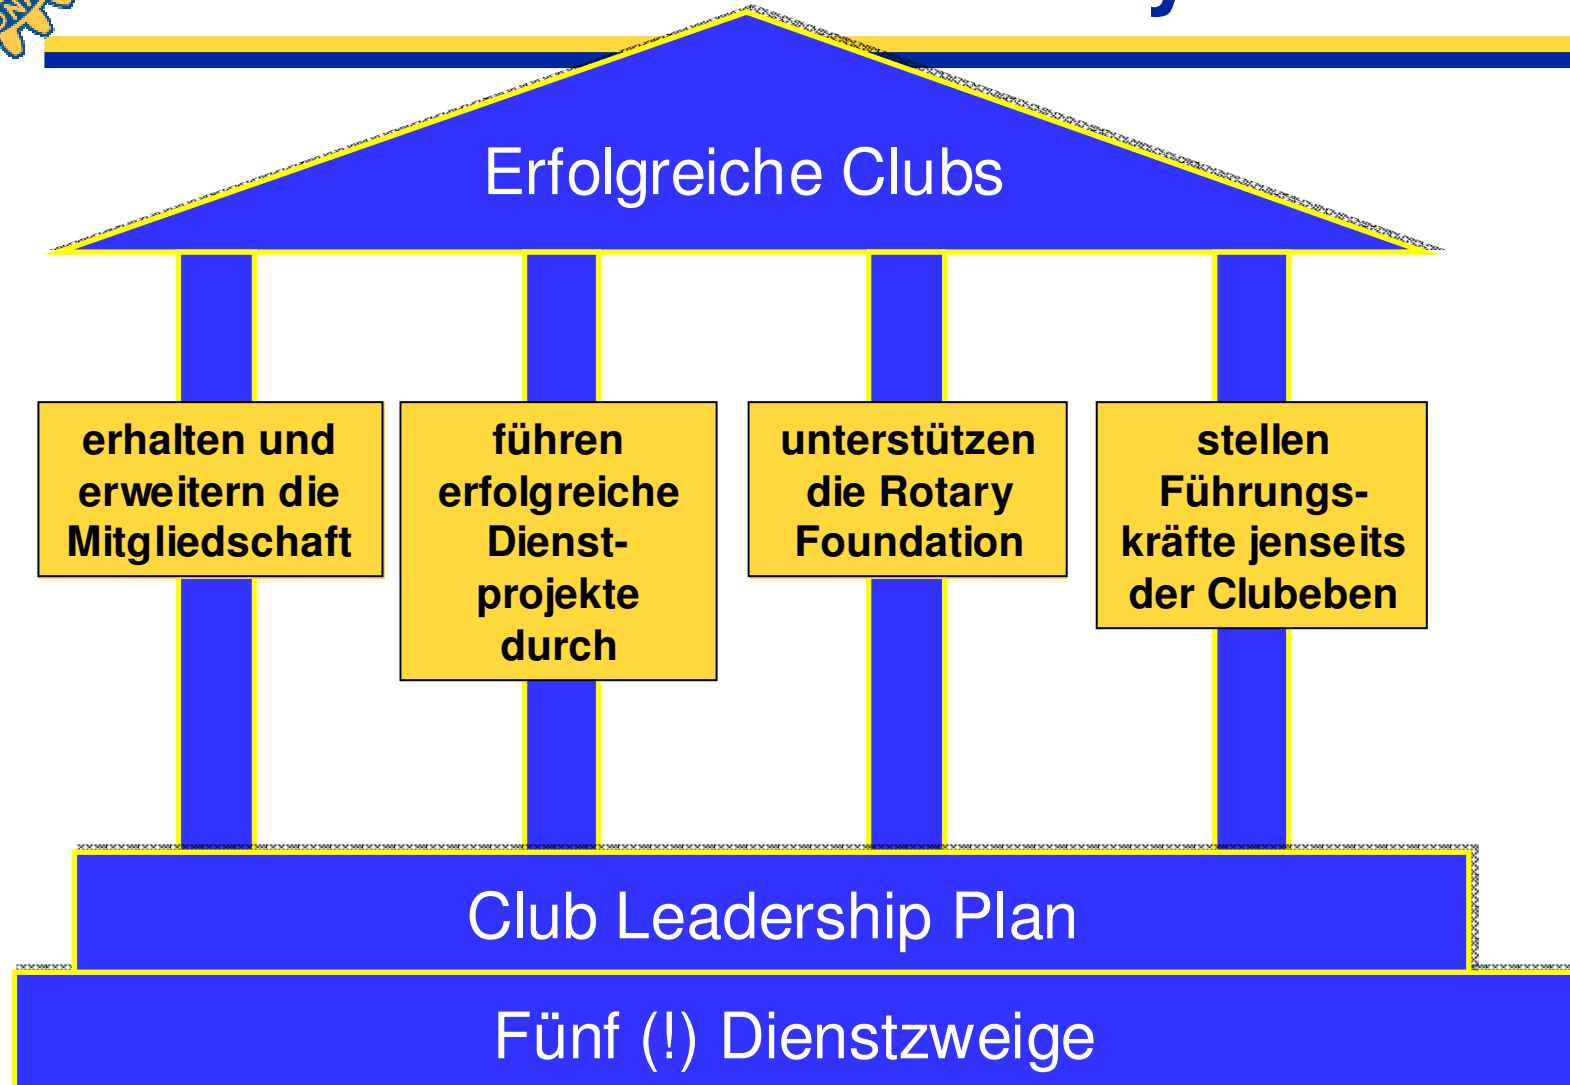 Erfolgreiche Clubs
erhalten und
erweitern die
Mitgliedschaft
führen
erfolgreiche
Dienst-
projekte
durch
unterstützen
die Rotary
Foundation
stellen
Führungs-
kräfte jenseits
der Clubeben
Club Leadership Plan
Fünf (!) Dienstzweige